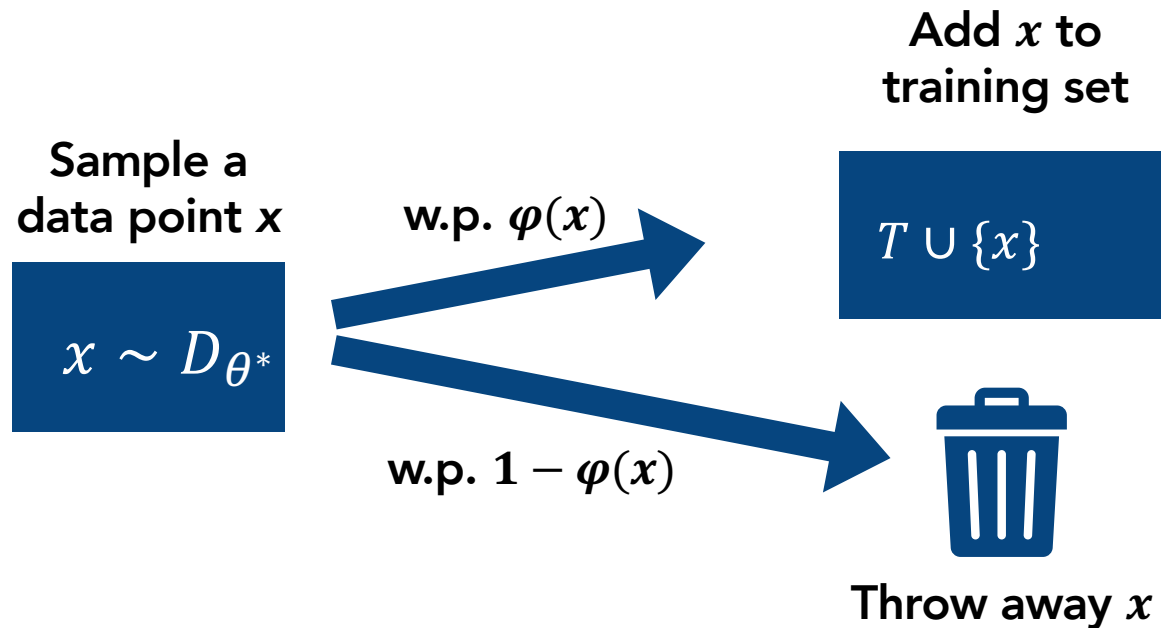 Sample a
data point x
x ~ D_θ*
w.p. φ(x)
w.p. 1 − φ(x)
Add x to
training set
T ∪ {x}
Throw away x